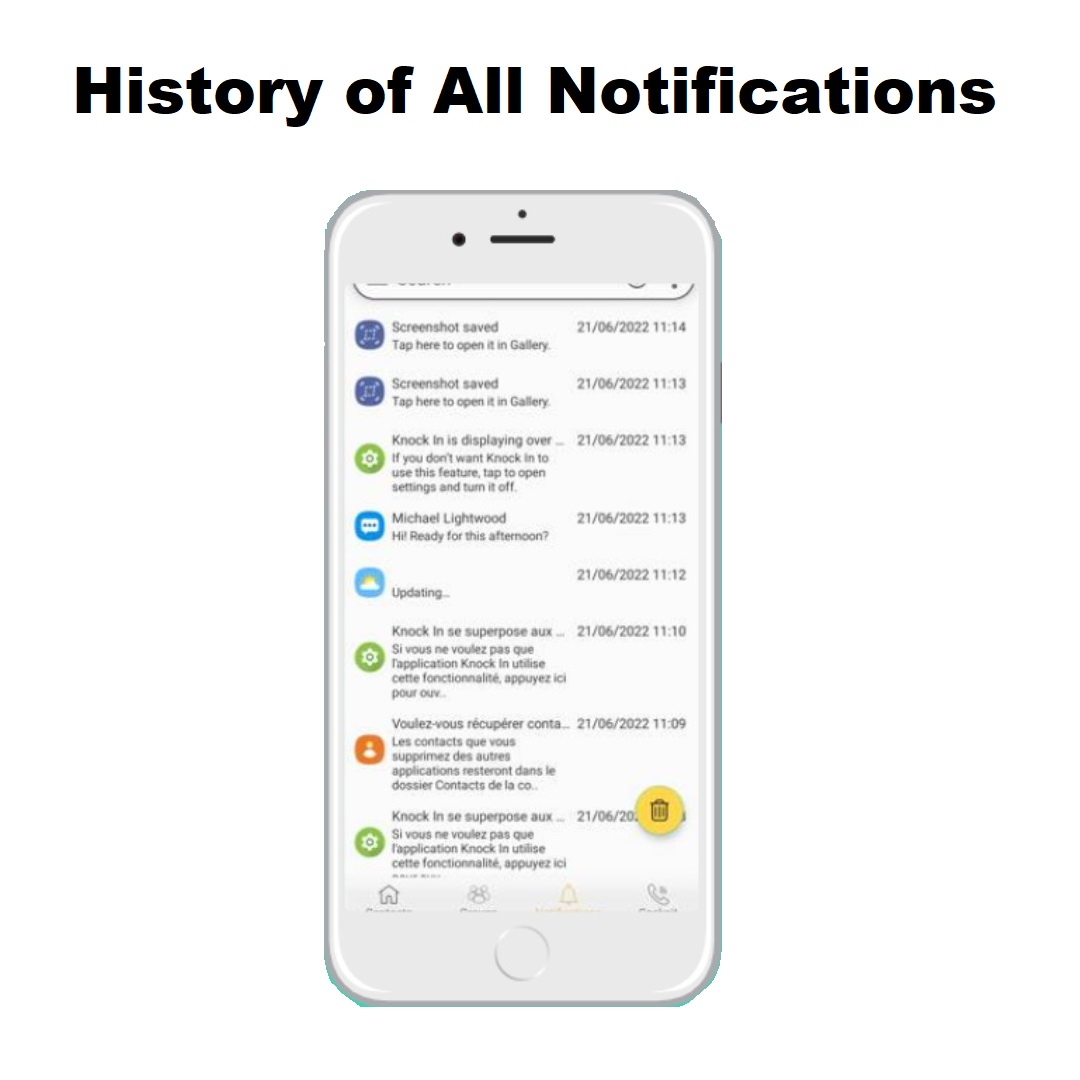 History of All Notifications
Screenshot saved 21/06/2022 11:14
Tap here to open it in Gallery.
Screenshot saved 21/06/2022 11:13
Tap here to open it in Gallery.
Knock In is displaying over ... 21/06/2022 11:13
If you don't want Knock In to
use this feature, tap to open
settings and turn it off.
Michael Lightwood 21/06/2022 11:13
Hi! Ready for this afternoon?
21/06/2022 11:12
Updating...
Knock In se superpose aux ... 21/06/2022 11:10
Si vous ne voulez pas que
l'application Knock In utilise
cette fonctionnalité, appuyez ici
pour ouv..
Voulez-vous récupérer conta... 21/06/2022 11:09
Les contacts que vous
supprimez des autres
applications resteront dans le
dossier Contacts de la co..
Knock In se superpose aux ... 21/06/20
Si vous ne voulez pas que
l'application Knock In utilise
cette fonctionnalité, appuyez ici